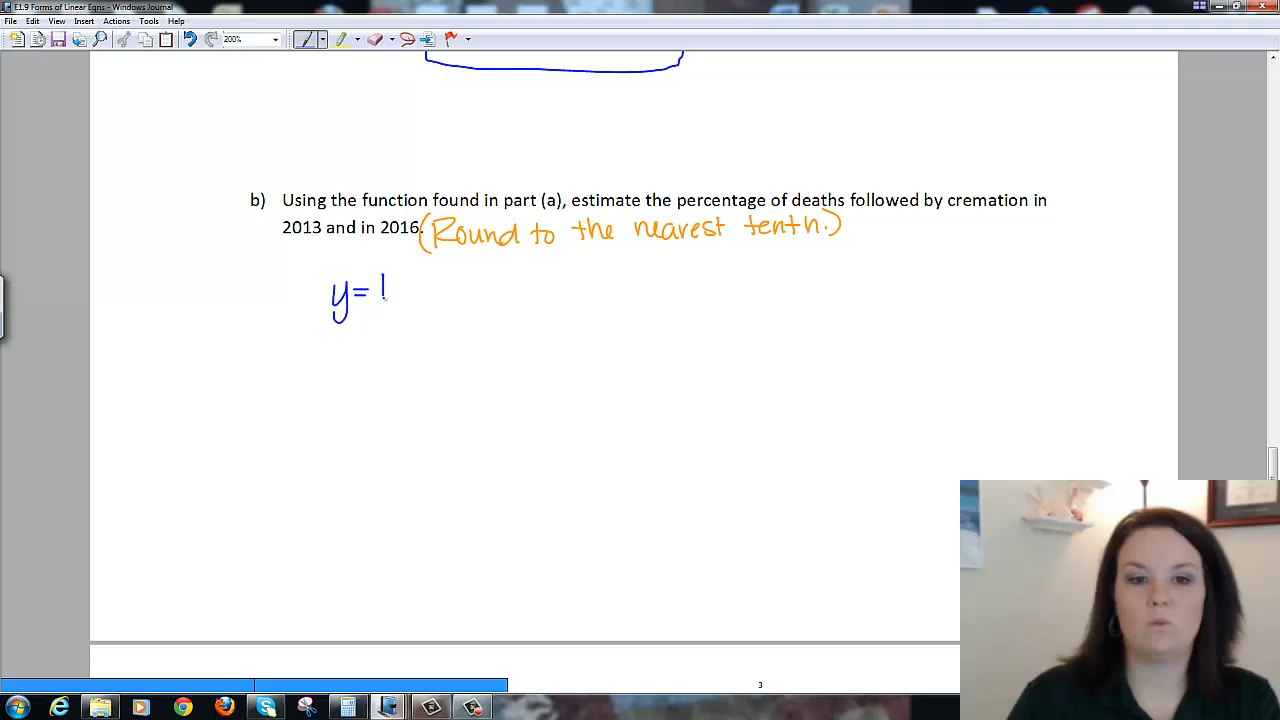 E1.9 Forms of Linear Eqns - Windows Journal
File Edit View Insert Actions Tools Help
200%
b) Using the function found in part (a), estimate the percentage of deaths followed by cremation in
2013 and in 2016. (Round to the nearest tenth.)
y = 1
3